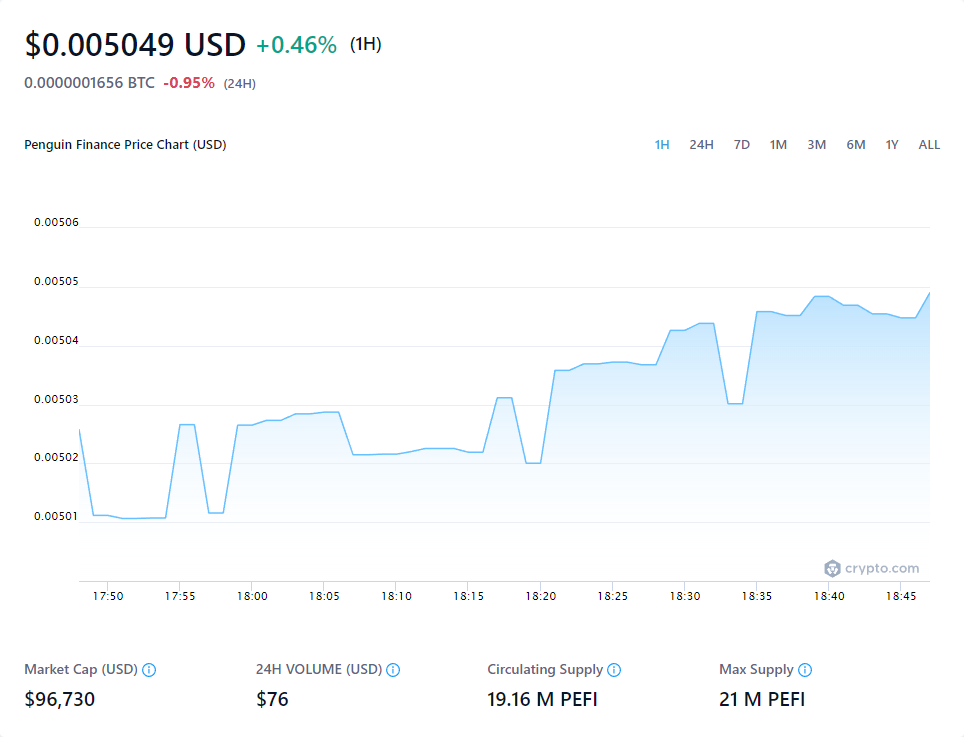 $0.005049 USD +0.46% (1H)
0.0000001656 BTC -0.95% (24H)
Penguin Finance Price Chart (USD) 1H 24H 7D 1M 3M 6M 1Y ALL
0.00506
0.00505
0.00504
0.00503
0.00502
0.00501
crypto.com
17:50 17:55 18:00 18:05 18:10 18:15 18:20 18:25 18:30 18:35 18:40 18:45
Market Cap (USD) 24H VOLUME (USD) Circulating Supply Max Supply
$96,730 $76 19.16 M PEFI 21 M PEFI